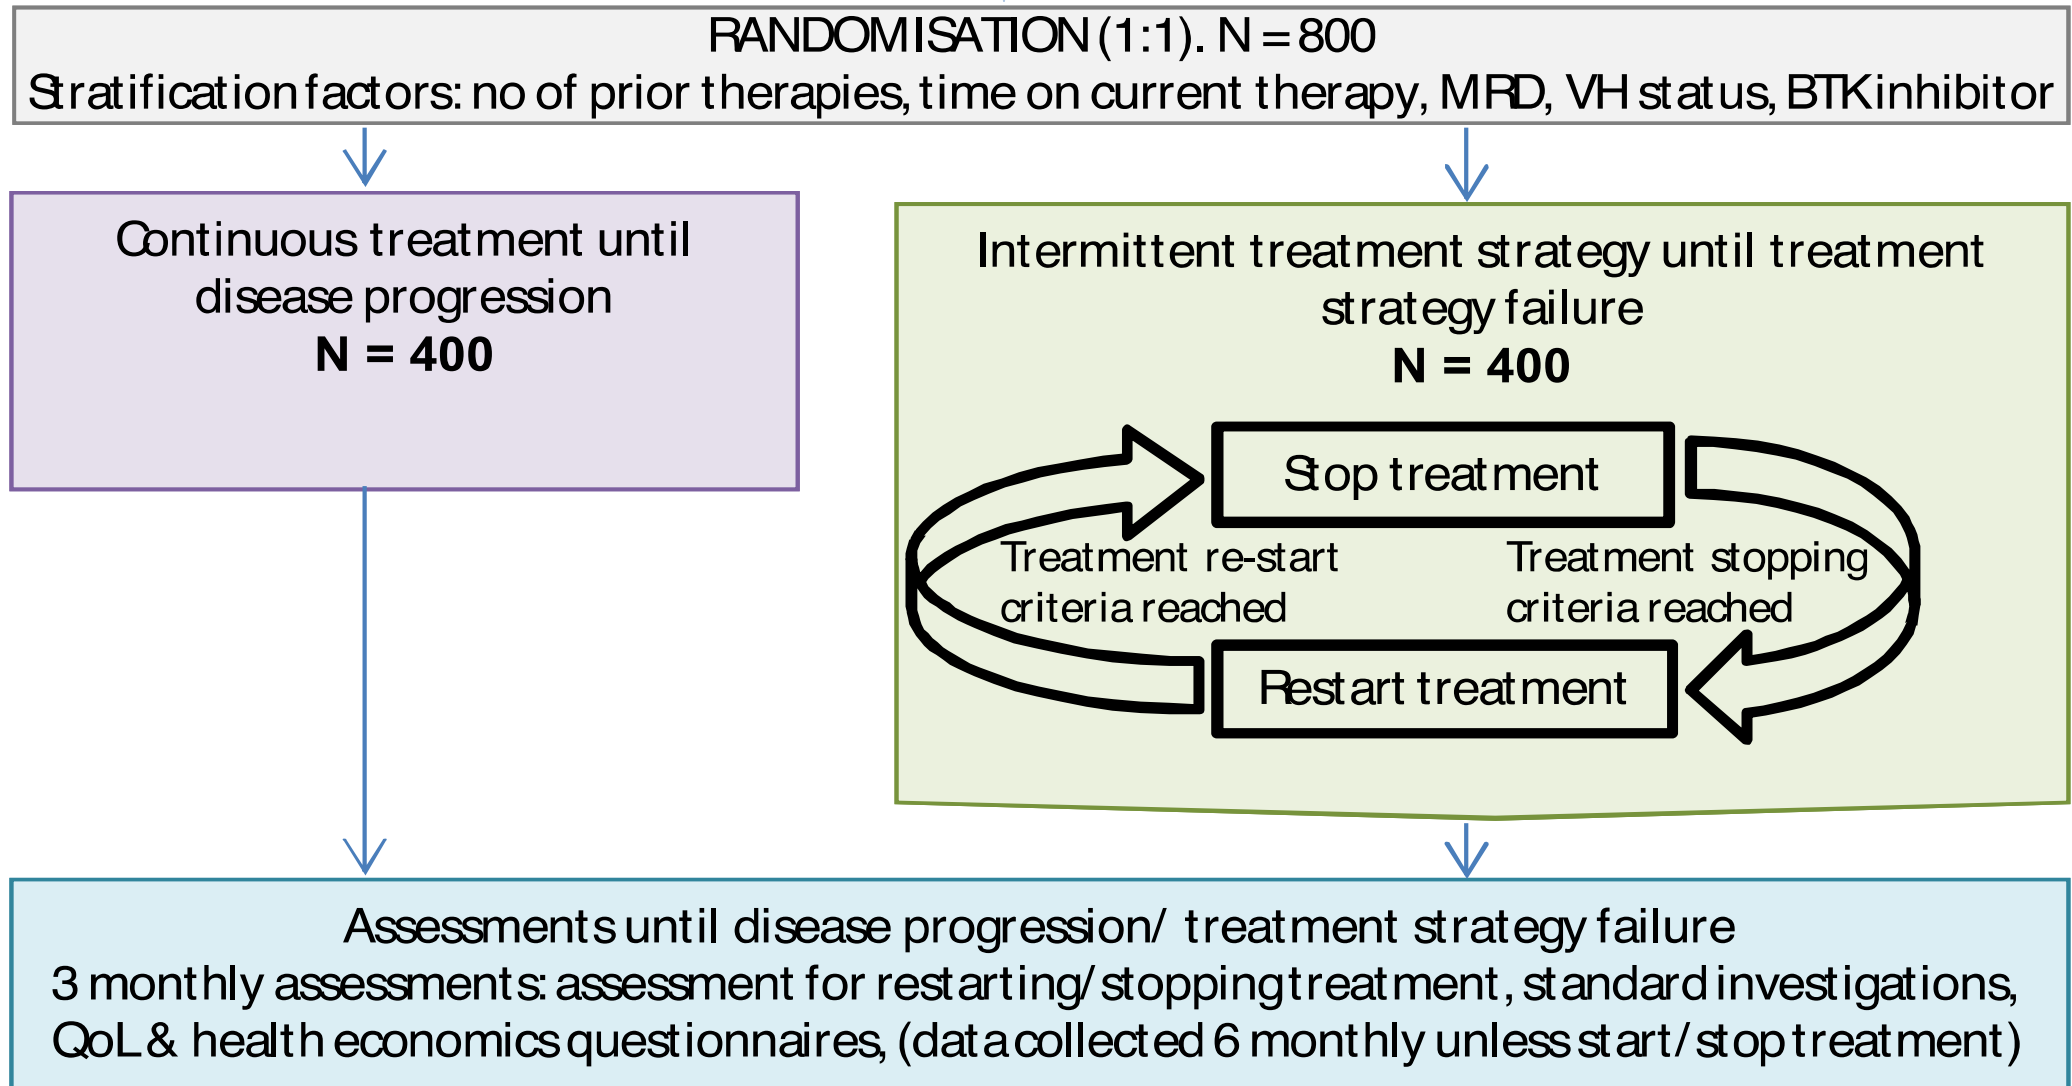 RANDOMISATION (1:1). N = 800
Stratification factors: no of prior therapies, time on current therapy, MRD, VH status, BTK inhibitor
Continuous treatment until
disease progression
N = 400
Intermittent treatment strategy until treatment
strategy failure
N = 400
Stop treatment
Treatment re-start
criteria reached
Treatment stopping
criteria reached
Restart treatment
Assessments until disease progression/ treatment strategy failure
3 monthly assessments: assessment for restarting/stopping treatment, standard investigations,
QoL & health economics questionnaires, (data collected 6 monthly unless start/stop treatment)